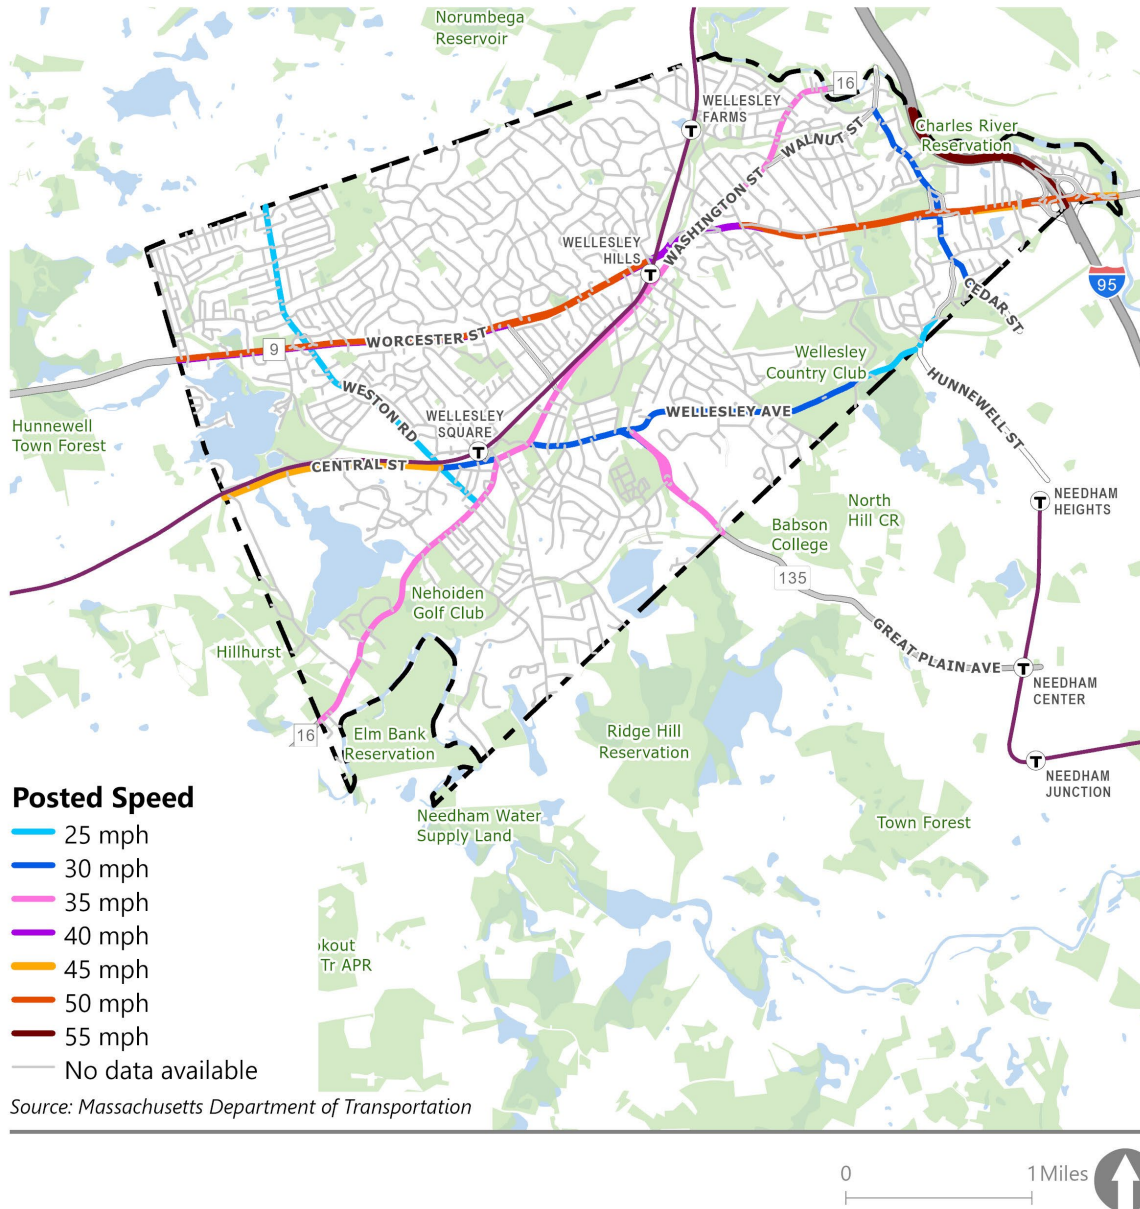 Norumbega
Reservoir
16
WELLESLEY
FARMS
T
Charles River
Reservation
WALNUT ST
WASHINGTON ST
WELLESLEY
HILLS
T
95
CEDAR ST
9
WORCESTER ST
Wellesley
Country Club
HUNNEWELL ST
WESTON RD
WELLESLEY
SQUARE
T
WELLESLEY AVE
Hunnewell
Town Forest
CENTRAL ST
North
Hill CR
T
NEEDHAM
HEIGHTS
Babson
College
135
Nehoiden
Golf Club
GREAT PLAIN AVE
Hillhurst
T
NEEDHAM
CENTER
16
Elm Bank
Reservation
Ridge Hill
Reservation
T
NEEDHAM
JUNCTION
Needham Water
Supply Land
Town Forest
okout
Tr APR
Posted Speed
25 mph
30 mph
35 mph
40 mph
45 mph
50 mph
55 mph
No data available
Source: Massachusetts Department of Transportation
0
1 Miles